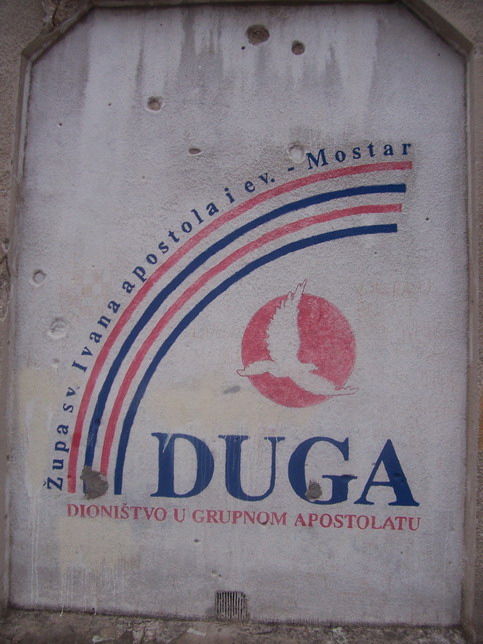 Župa sv. Ivana apostola i ev. - Mostar
DUGA
DIONIŠTVO U GRUPNOM APOSTOLATU